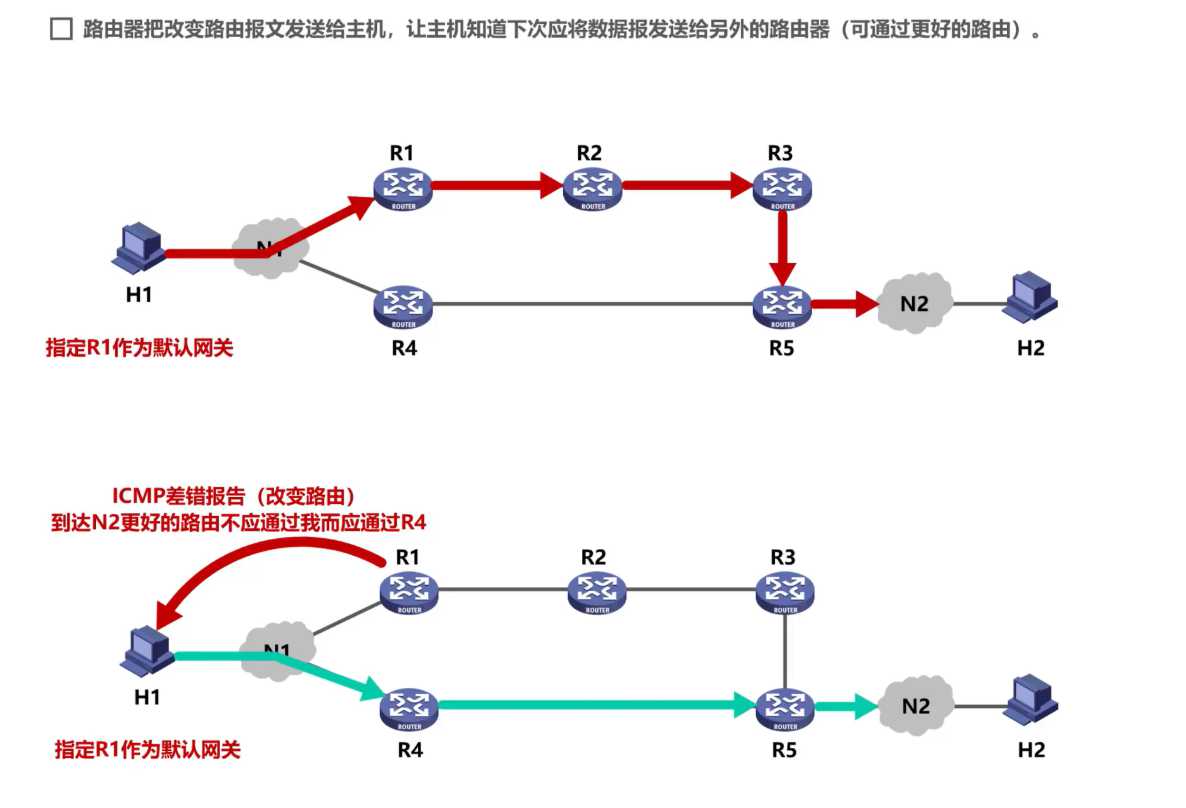 路由器把改变路由报文发送给主机，让主机知道下次应将数据报发送给另外的路由器（可通过更好的路由）。
R1
R2
R3
ROUTER
ROUTER
ROUTER
N1
H1
ROUTER
ROUTER
N2
指定R1作为默认网关
R4
R5
H2
ICMP差错报告（改变路由）
到达N2更好的路由不应通过我而应通过R4
R1
R2
R3
ROUTER
ROUTER
ROUTER
N1
H1
ROUTER
ROUTER
N2
指定R1作为默认网关
R4
R5
H2